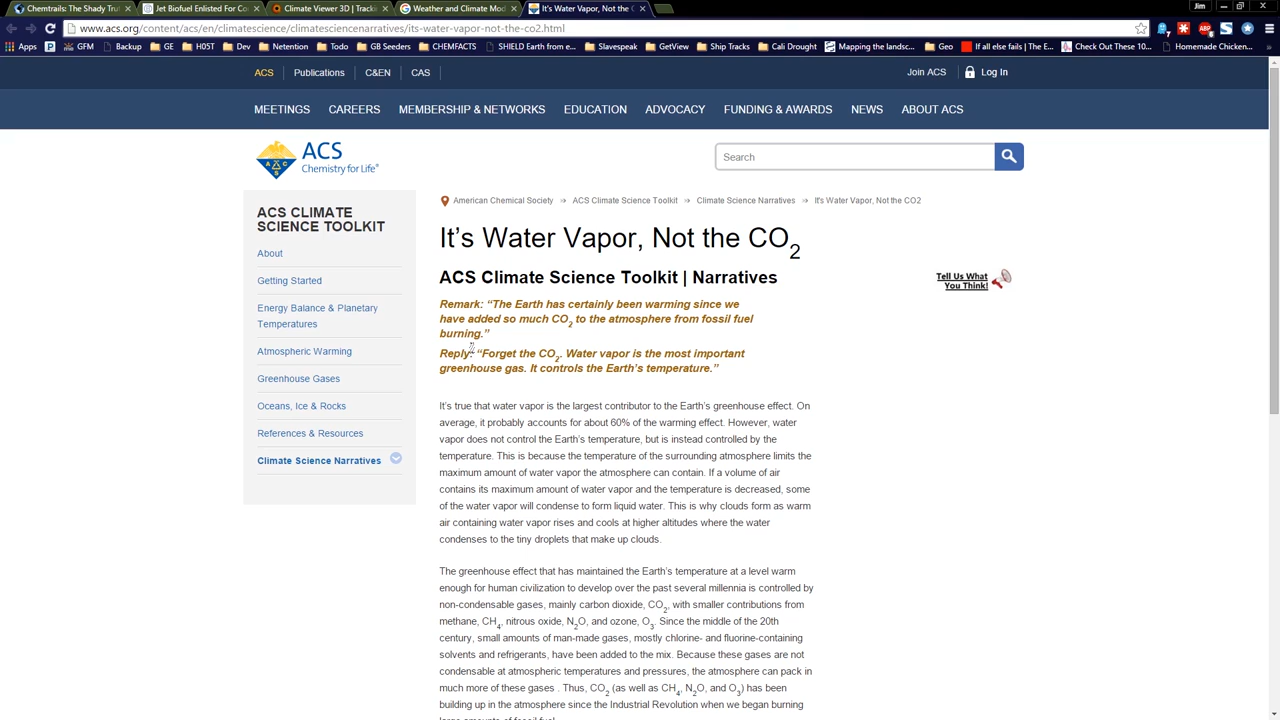 Chemtrails: The Shady Trut
Jet Biofuel Enlisted For Co
Climate Viewer 3D | Tracki
Weather and Climate Mod
It's Water Vapor, Not the C
Jim
www.acs.org/content/acs/en/climatescience/climatesciencenarratives/its-water-vapor-not-the-co2.html
Apps P GFM Backup GE H05T Dev Netention Todo GB Seeders CHEMFACTS SHIELD Earth from e... Slavespeak GetView Ship Tracks Cali Drought Mapping the landsc... Geo If all else fails | The E... Check Out These 10... Homemade Chicken...
ACS Publications C&EN CAS
Join ACS Log In
MEETINGS CAREERS MEMBERSHIP & NETWORKS EDUCATION ADVOCACY FUNDING & AWARDS NEWS ABOUT ACS
ACS
Chemistry for Life®
Search
ACS CLIMATE
SCIENCE TOOLKIT
About
Getting Started
Energy Balance & Planetary
Temperatures
Atmospheric Warming
Greenhouse Gases
Oceans, Ice & Rocks
References & Resources
Climate Science Narratives
American Chemical Society → ACS Climate Science Toolkit → Climate Science Narratives → It's Water Vapor, Not the CO2
It's Water Vapor, Not the CO2
ACS Climate Science Toolkit | Narratives
Tell Us What
You Think!
Remark: “The Earth has certainly been warming since we
have added so much CO2 to the atmosphere from fossil fuel
burning.”
Reply: “Forget the CO2. Water vapor is the most important
greenhouse gas. It controls the Earth's temperature.”
It's true that water vapor is the largest contributor to the Earth's greenhouse effect. On
average, it probably accounts for about 60% of the warming effect. However, water
vapor does not control the Earth's temperature, but is instead controlled by the
temperature. This is because the temperature of the surrounding atmosphere limits the
maximum amount of water vapor the atmosphere can contain. If a volume of air
contains its maximum amount of water vapor and the temperature is decreased, some
of the water vapor will condense to form liquid water. This is why clouds form as warm
air containing water vapor rises and cools at higher altitudes where the water
condenses to the tiny droplets that make up clouds.
The greenhouse effect that has maintained the Earth's temperature at a level warm
enough for human civilization to develop over the past several millennia is controlled by
non-condensable gases, mainly carbon dioxide, CO2, with smaller contributions from
methane, CH4, nitrous oxide, N2O, and ozone, O3. Since the middle of the 20th
century, small amounts of man-made gases, mostly chlorine- and fluorine-containing
solvents and refrigerants, have been added to the mix. Because these gases are not
condensable at atmospheric temperatures and pressures, the atmosphere can pack in
much more of these gases . Thus, CO2 (as well as CH4, N2O, and O3) has been
building up in the atmosphere since the Industrial Revolution when we began burning
large amounts of fossil fuel.